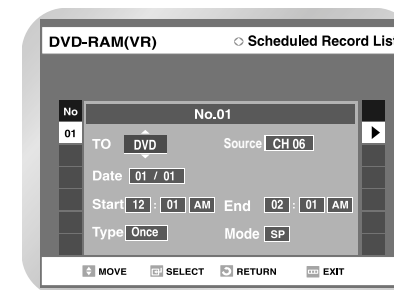 DVD-RAM(VR) Scheduled Record List
No
No.01
01
TO DVD Source CH 06
Date 01 / 01
Start 12 : 01 AM End 02 : 01 AM
Type Once Mode SP
MOVE SELECT RETURN EXIT